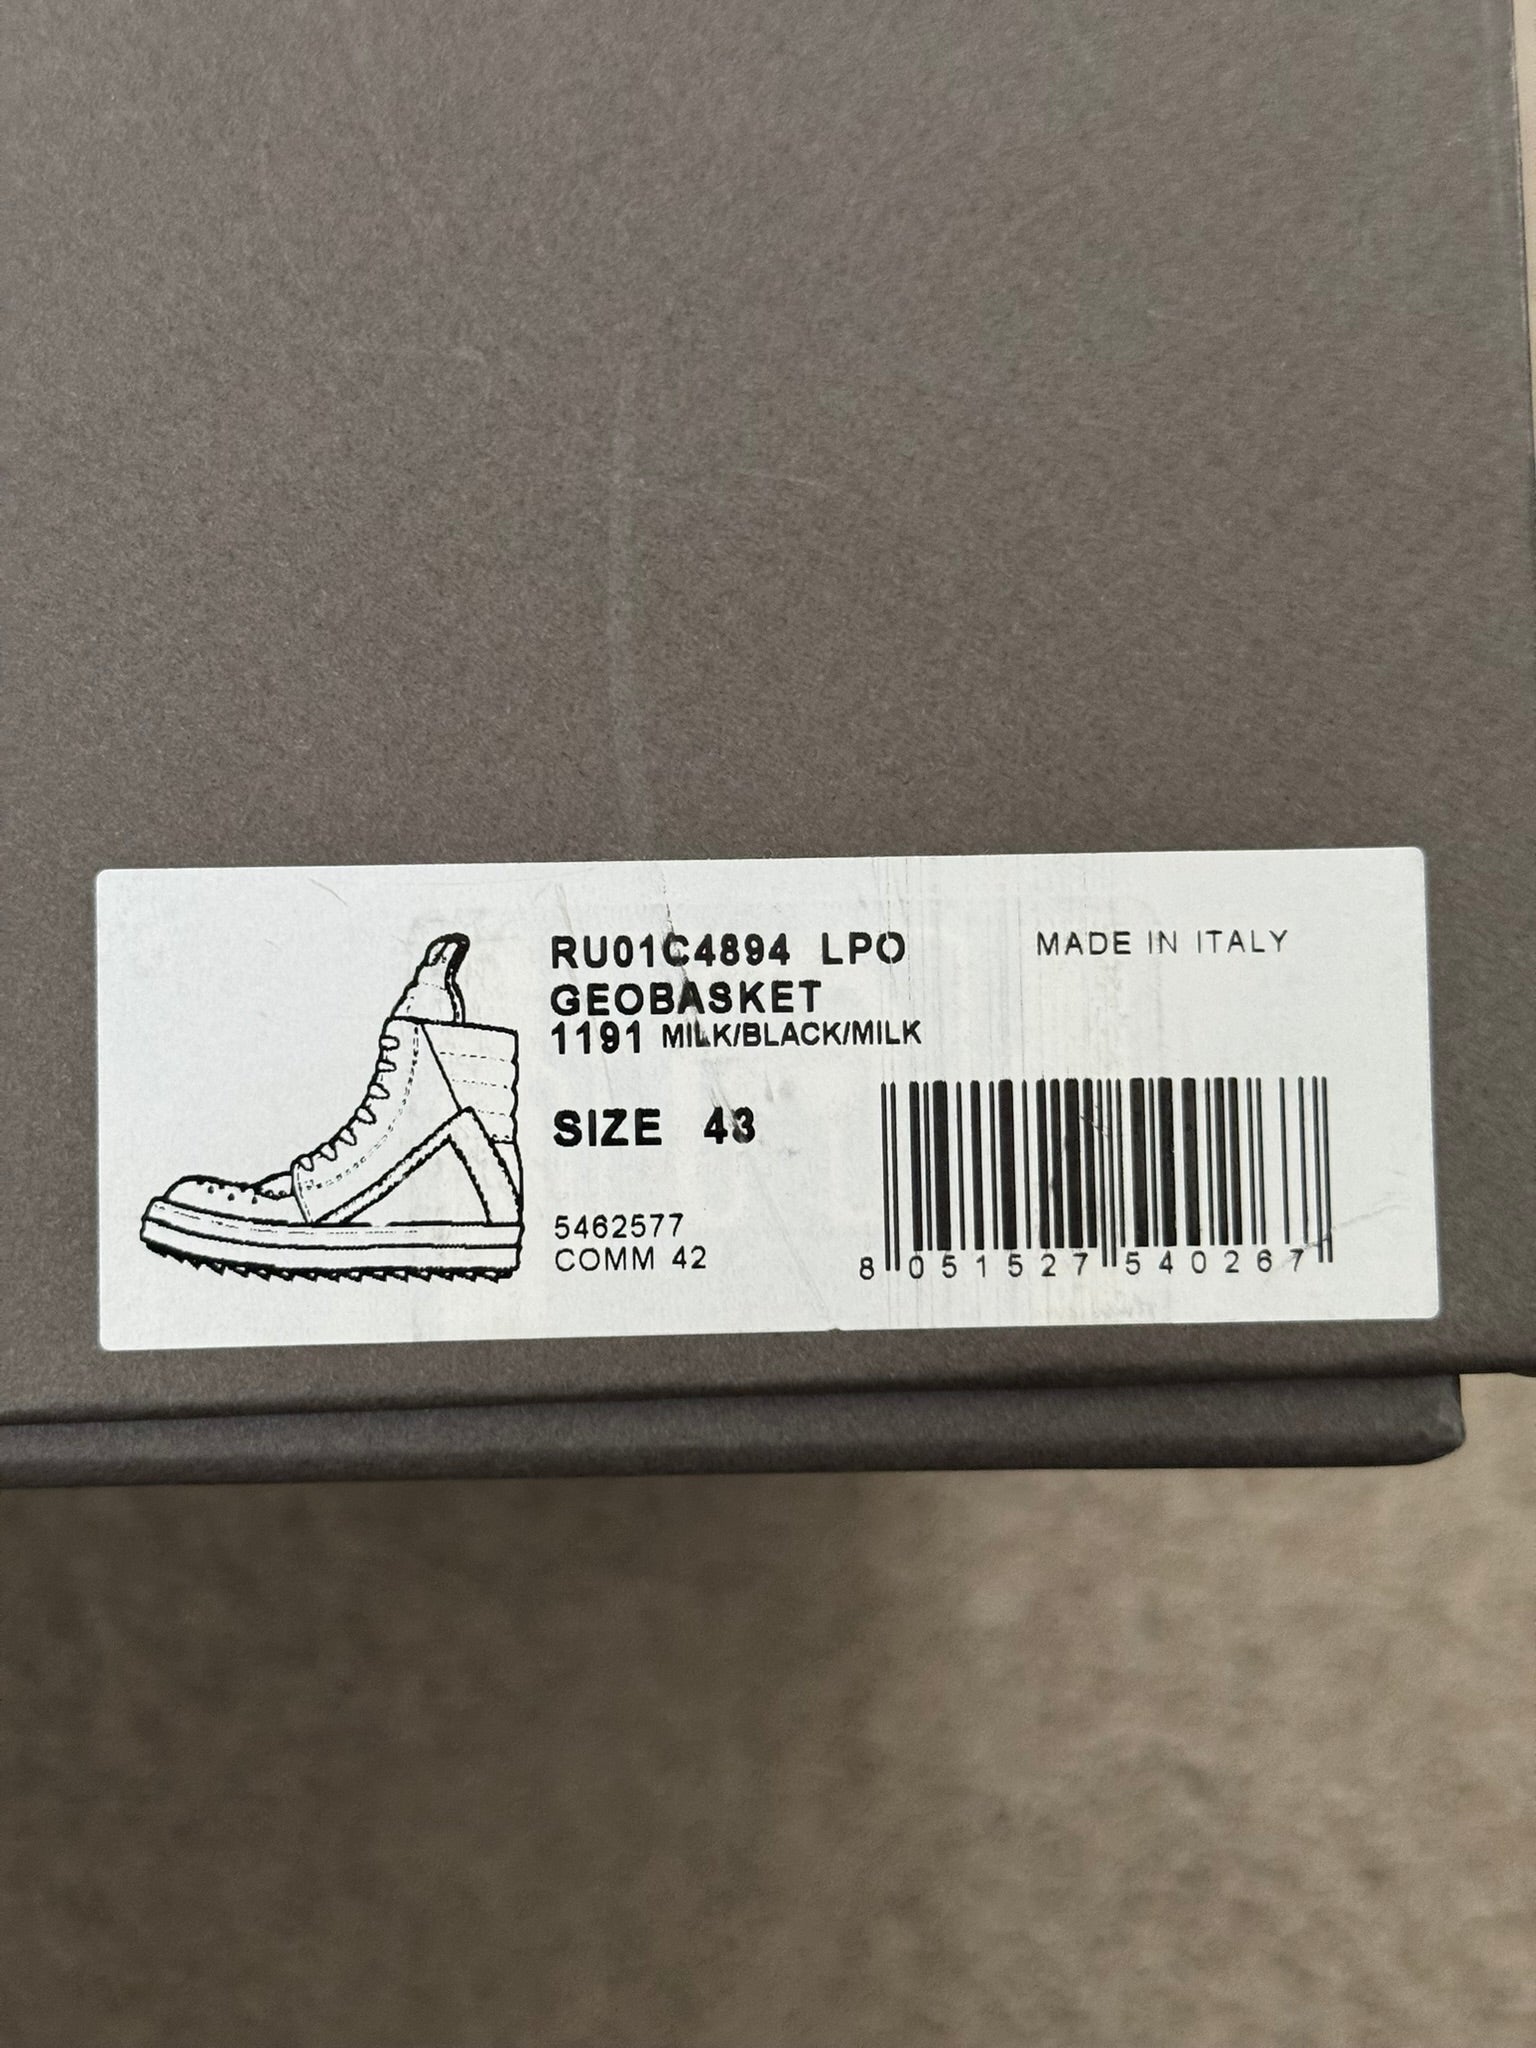 RU01C4894 LPO
MADE IN ITALY
GEOBASKET
1191 MILK/BLACK/MILK
SIZE 43
5462577
COMM 42
8 051527 540267